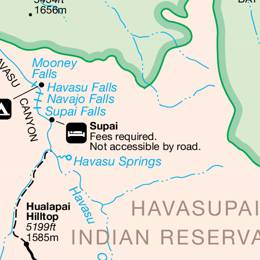 1656m
Mooney
Falls
Havasu Falls
Navajo Falls
Supai Falls
CANYON
Supai
Fees required.
Not accessible by road.
Havasu Springs
Havasu
HAVASUPAI
INDIAN RESERVA
Hualapai
Hilltop
5199ft
1585m